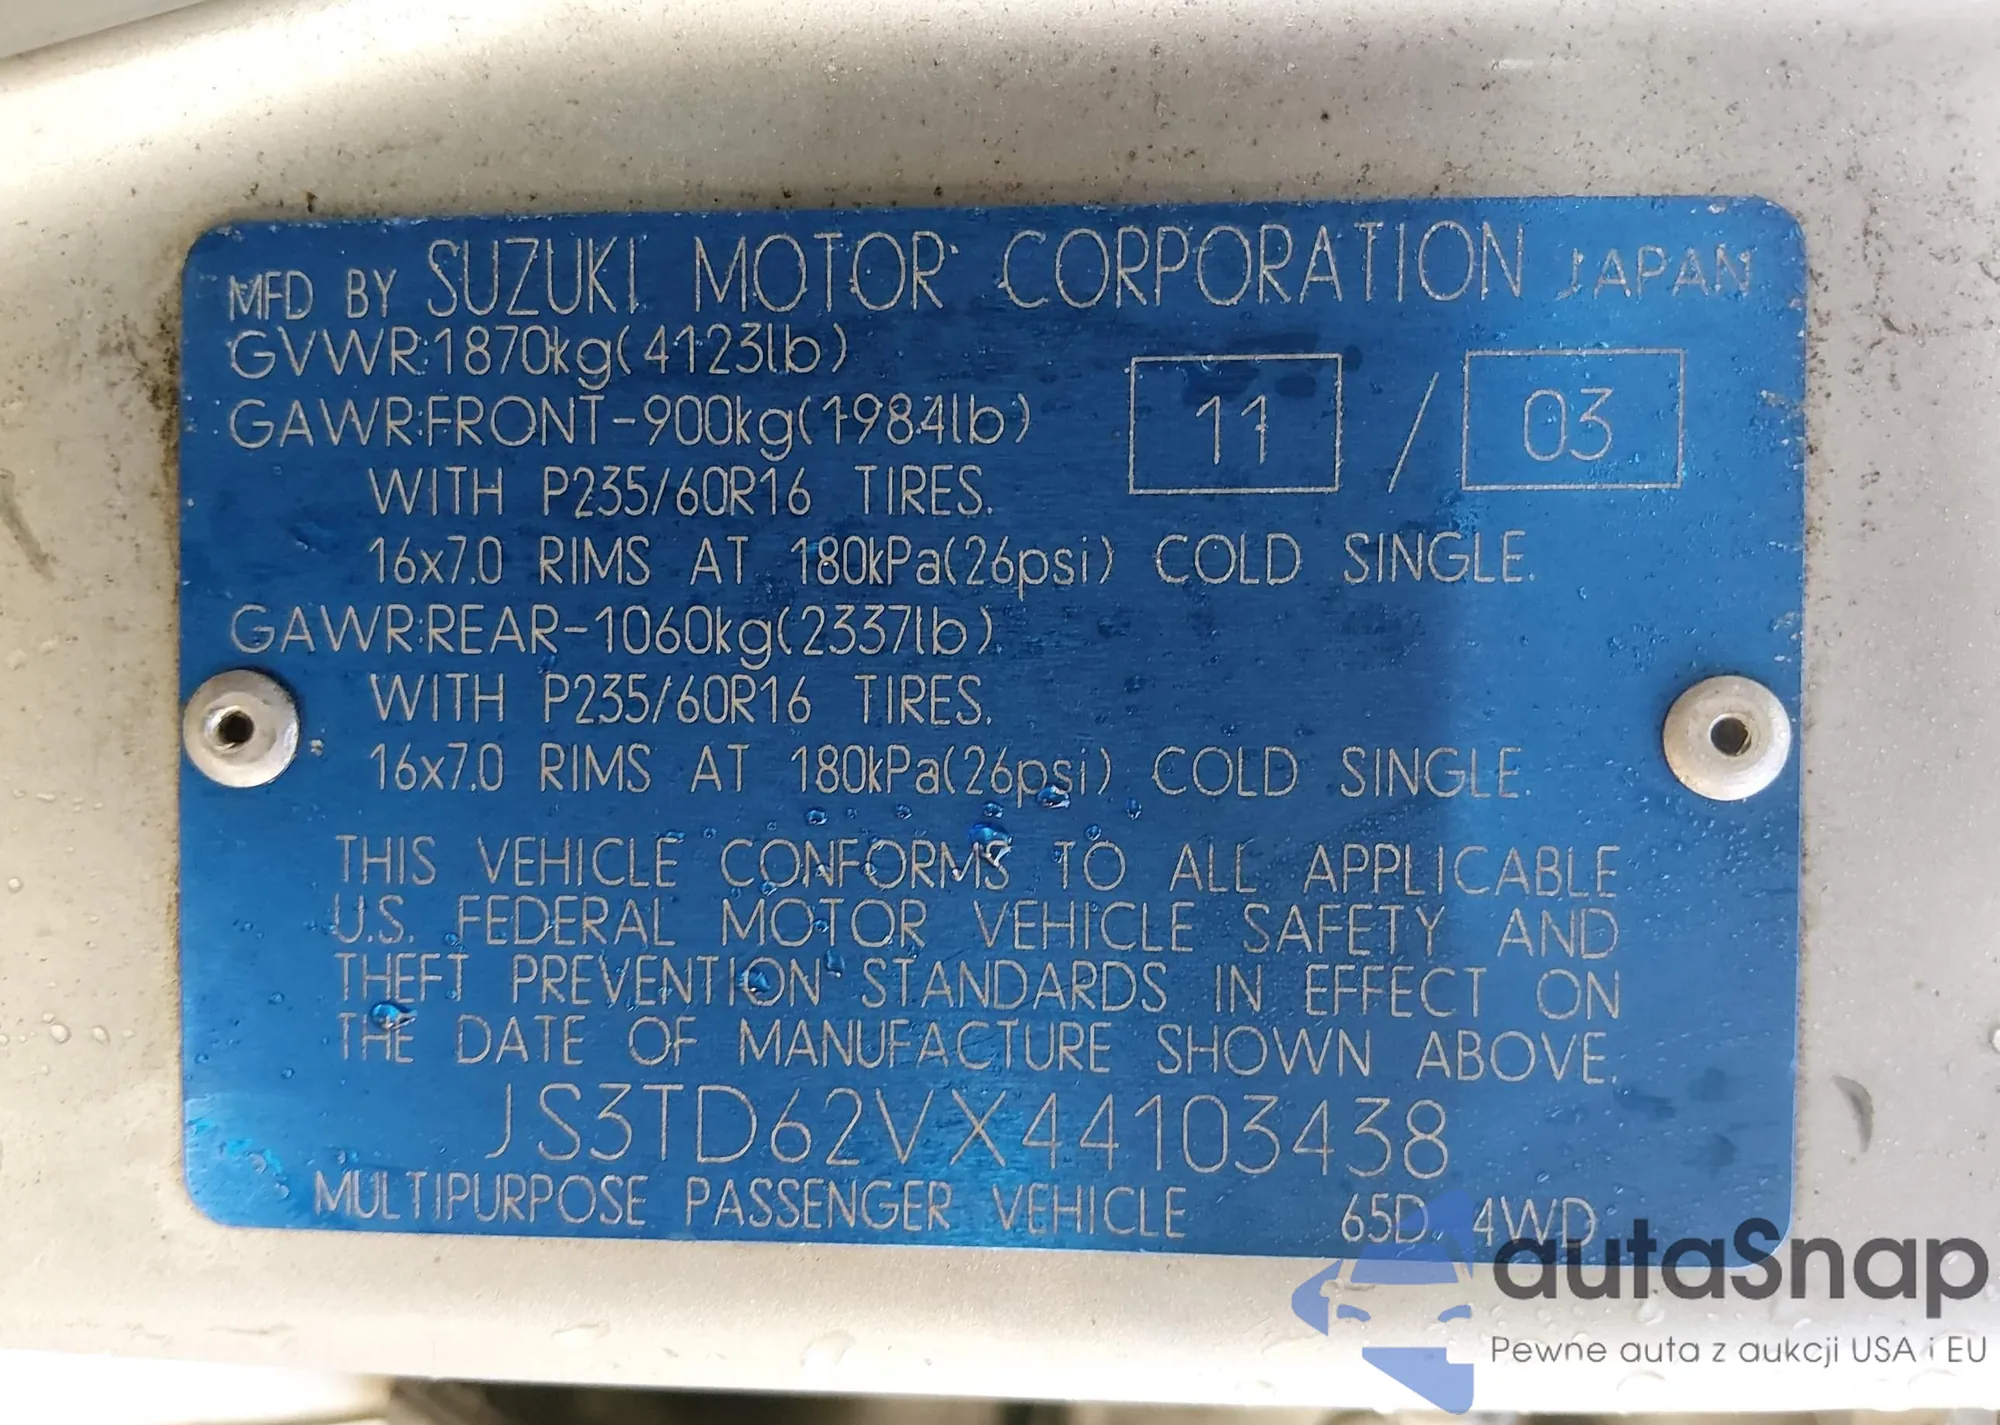 MFD BY SUZUKI MOTOR CORPORATION JAPAN
GVWR:1870kg(4123lb)
GAWR:FRONT-900kg(1984lb)
11 / 03
WITH P235/60R16 TIRES.
16x7.0 RIMS AT 180kPa(26psi) COLD SINGLE.
GAWR:REAR-1060kg(2337lb)
WITH P235/60R16 TIRES.
16x7.0 RIMS AT 180kPa(26psi) COLD SINGLE.
THIS VEHICLE CONFORMS TO ALL APPLICABLE
U.S. FEDERAL MOTOR VEHICLE SAFETY AND
THEFT PREVENTION STANDARDS IN EFFECT ON
THE DATE OF MANUFACTURE SHOWN ABOVE.
JS3TD62VX44103438
MULTIPURPOSE PASSENGER VEHICLE 65D 4WD
autaSnap
Pewne auta z aukcji USA i EU